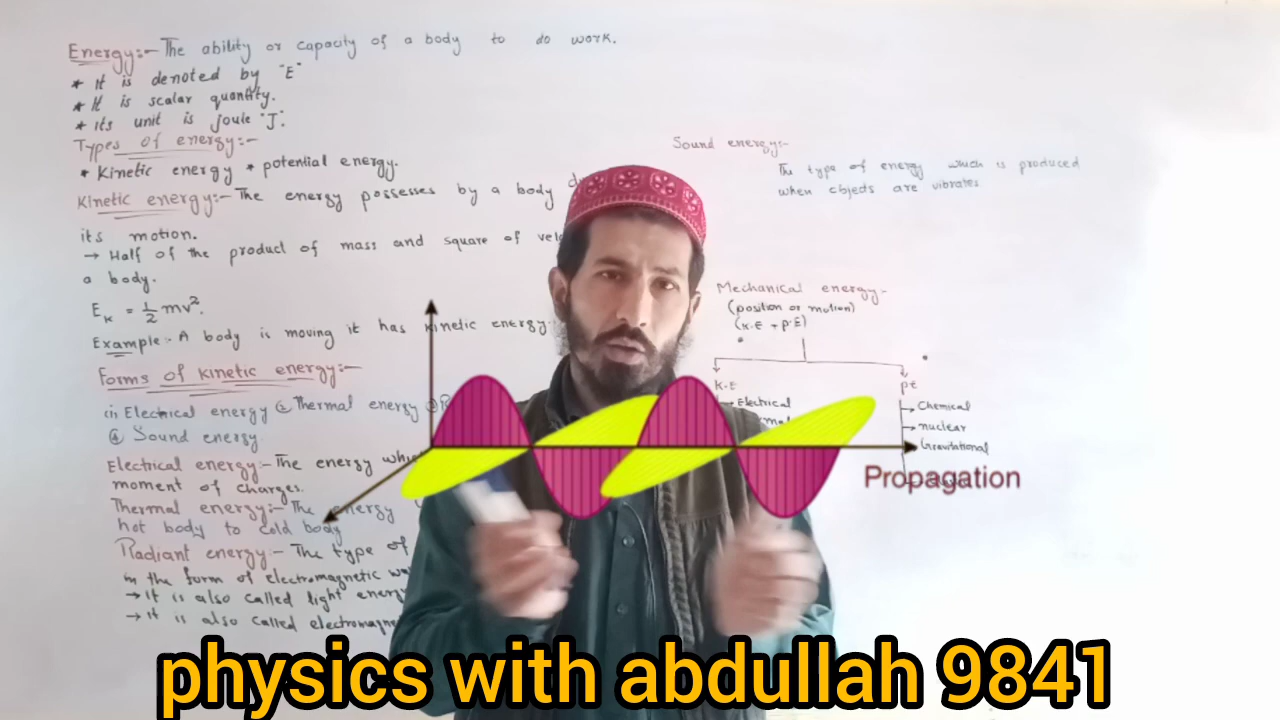 Energy:- The ability or capacity of a body to do work.
* It is denoted by "E"
* It is scalar quantity.
* Its unit is joule "J".
Types of energy:-
* Kinetic energy * potential energy.
Kinetic energy:- The energy possesses by a body
its motion.
→ Half of the product of mass and square of
a body.
Eₖ = ½ mv².
Example:- A body is moving it has kinetic energy.
Forms of kinetic energy:-
(i) Electrical energy ② Thermal energy
④ Sound energy.
Electrical energy:- The energy
moment of charges.
Thermal energy:- The energy
hot body to cold body
Radiant energy:- The type of
in the form of electromagnetic
→ It is also called light energy
→ It is also called
Sound energy:-
The type of energy which is produced
when objects are vibrates
Mechanical energy:-
(position or motion)
(K.E + P.E)
K.E
→ Electrical
P.E
→ Chemical
→ nuclear
→ Gravitational
Propagation
physics with abdullah 9841